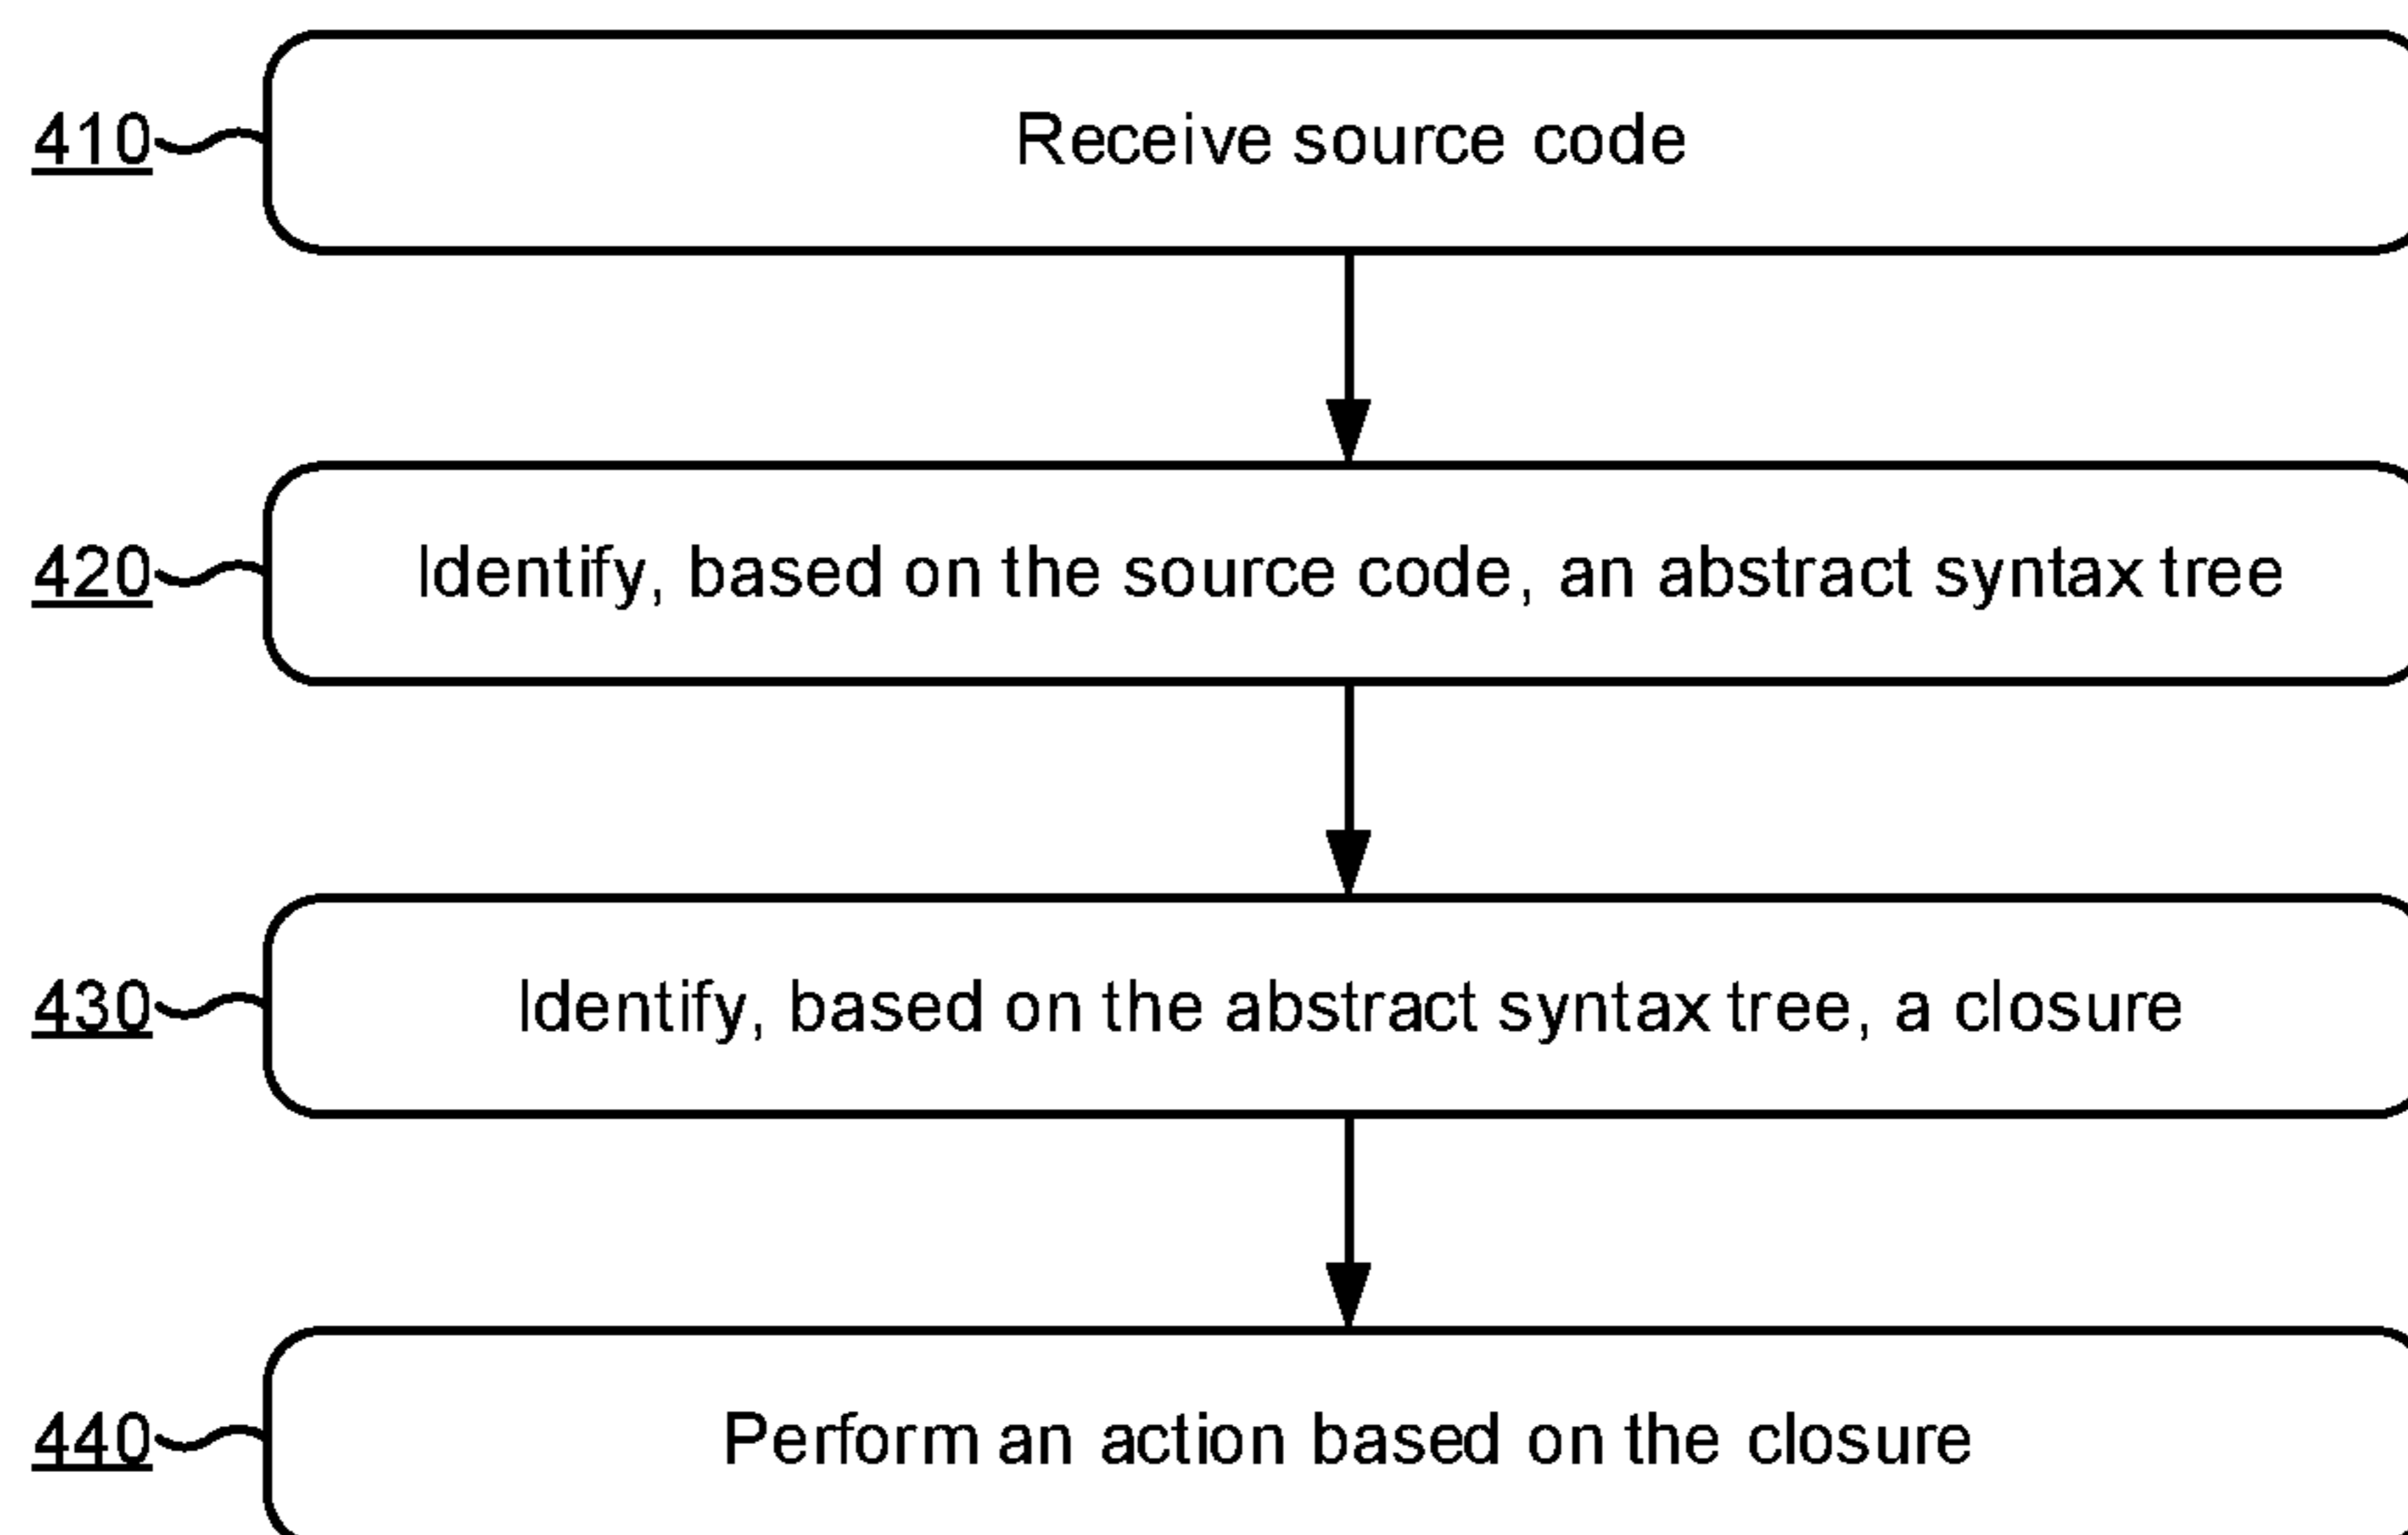 410 Receive source code
420 Identify, based on the source code, an abstract syntax tree
430 Identify, based on the abstract syntax tree, a closure
440 Perform an action based on the closure